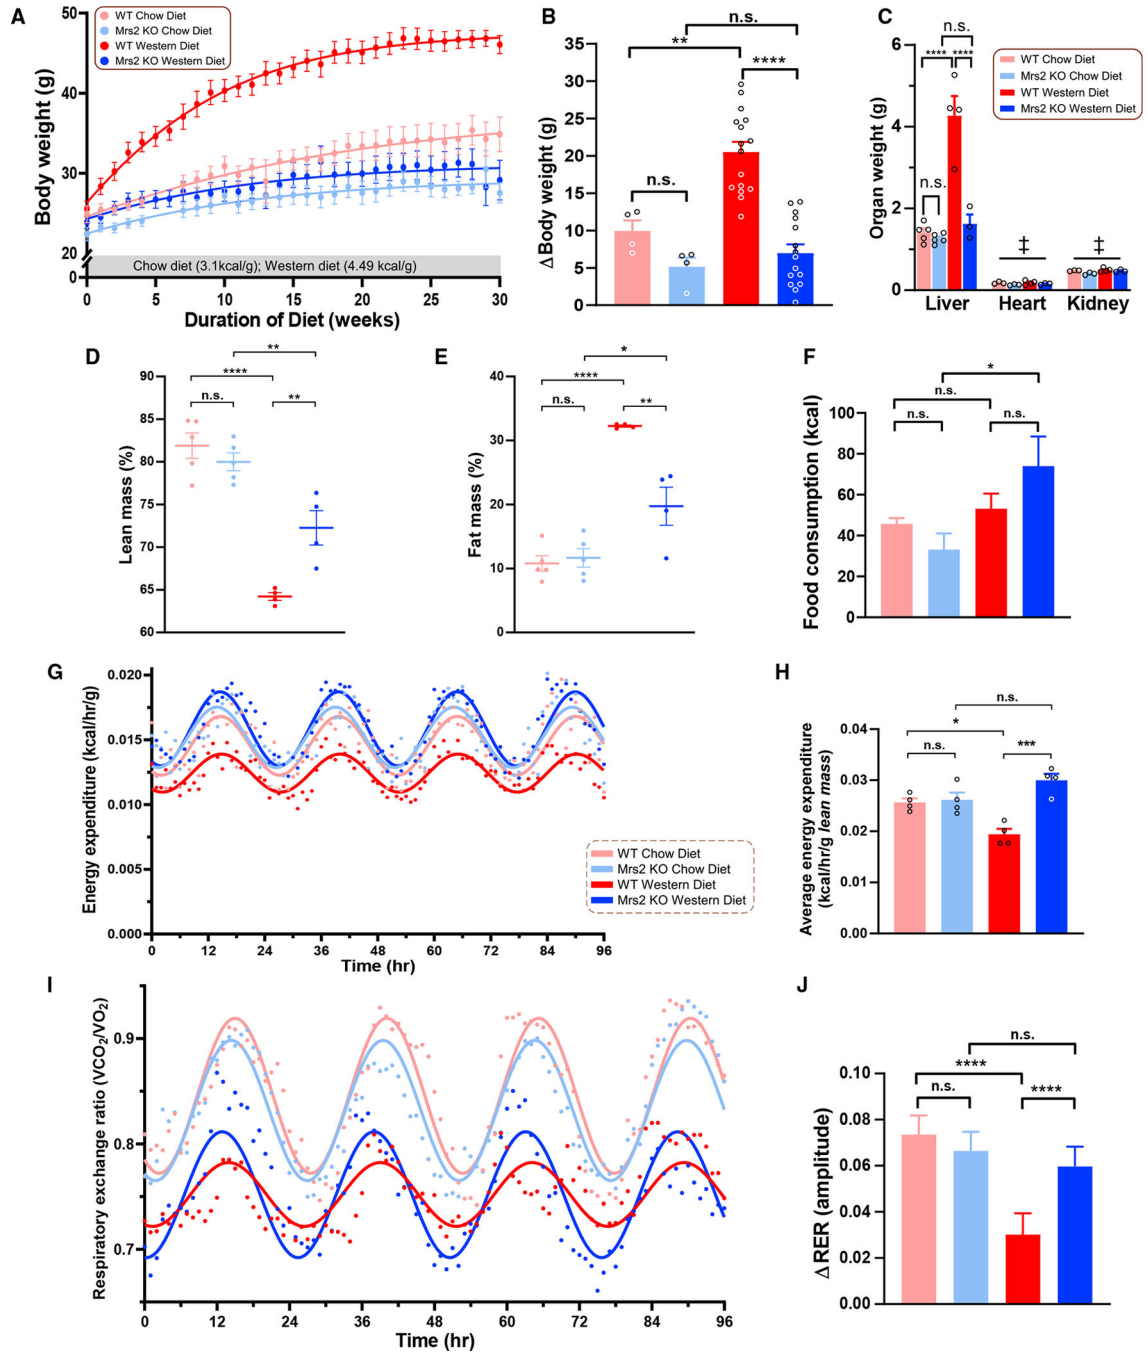 A
WT Chow Diet
Mrs2 KO Chow Diet
WT Western Diet
Mrs2 KO Western Diet
Body weight (g)
50
40
30
20
0
Chow diet (3.1kcal/g); Western diet (4.49 kcal/g)
0 5 10 15 20 25 30
Duration of Diet (weeks)
B
n.s.
**
****
n.s.
ΔBody weight (g)
35
30
25
20
15
10
5
0
C
n.s.
**** ****
n.s.
WT Chow Diet
Mrs2 KO Chow Diet
WT Western Diet
Mrs2 KO Western Diet
Organ weight (g)
6
4
2
0
‡ ‡
Liver Heart Kidney
D
**
****
n.s. **
Lean mass (%)
90
85
80
75
70
65
60
E
*
****
n.s. **
Fat mass (%)
40
30
20
10
0
F
*
n.s.
n.s. n.s.
Food consumption (kcal)
100
80
60
40
20
0
G
Energy expenditure (kcal/hr/g)
0.020
0.015
0.010
0.005
0.000
WT Chow Diet
Mrs2 KO Chow Diet
WT Western Diet
Mrs2 KO Western Diet
0 12 24 36 48 60 72 84 96
Time (hr)
H
n.s.
*
n.s. ***
Average energy expenditure
(kcal/hr/g lean mass)
0.04
0.03
0.02
0.01
0.00
I
Respiratory exchange ratio (VCO₂/VO₂)
0.9
0.8
0.7
0 12 24 36 48 60 72 84 96
Time (hr)
J
n.s.
****
n.s. ****
ΔRER (amplitude)
0.10
0.08
0.06
0.04
0.02
0.00